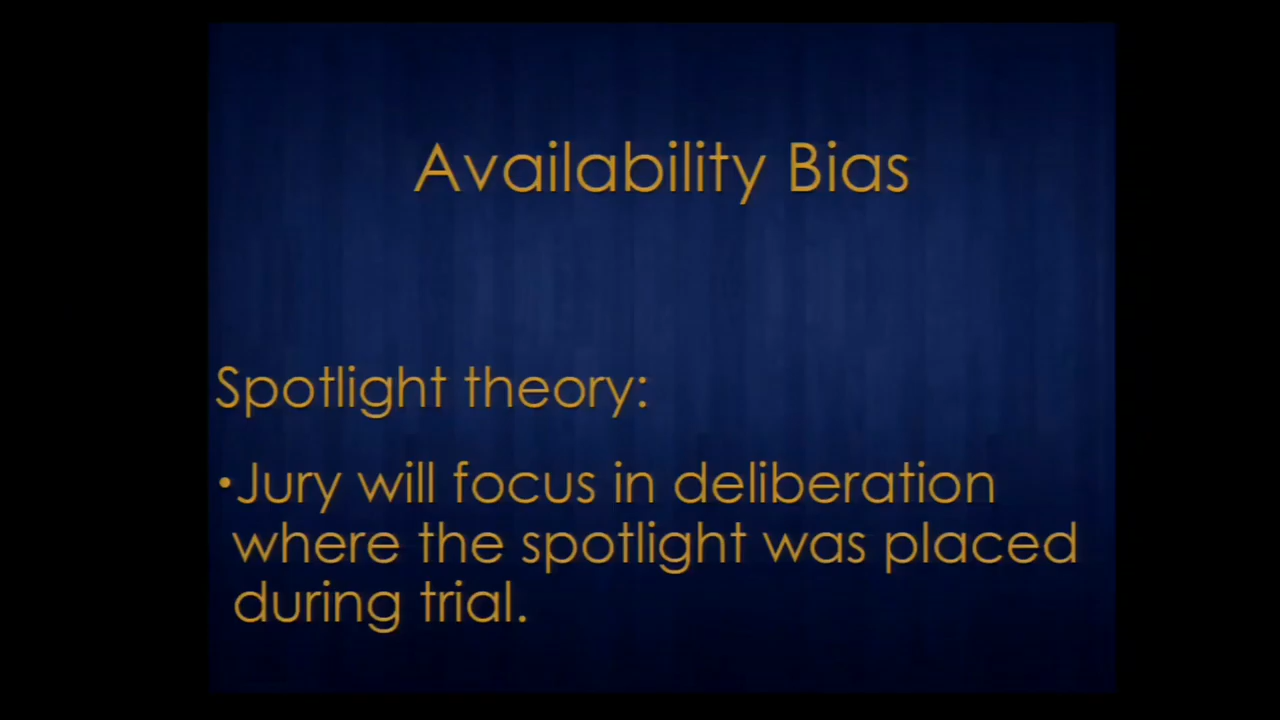 Availability Bias
Spotlight theory:
•Jury will focus in deliberation
where the spotlight was placed
during trial.